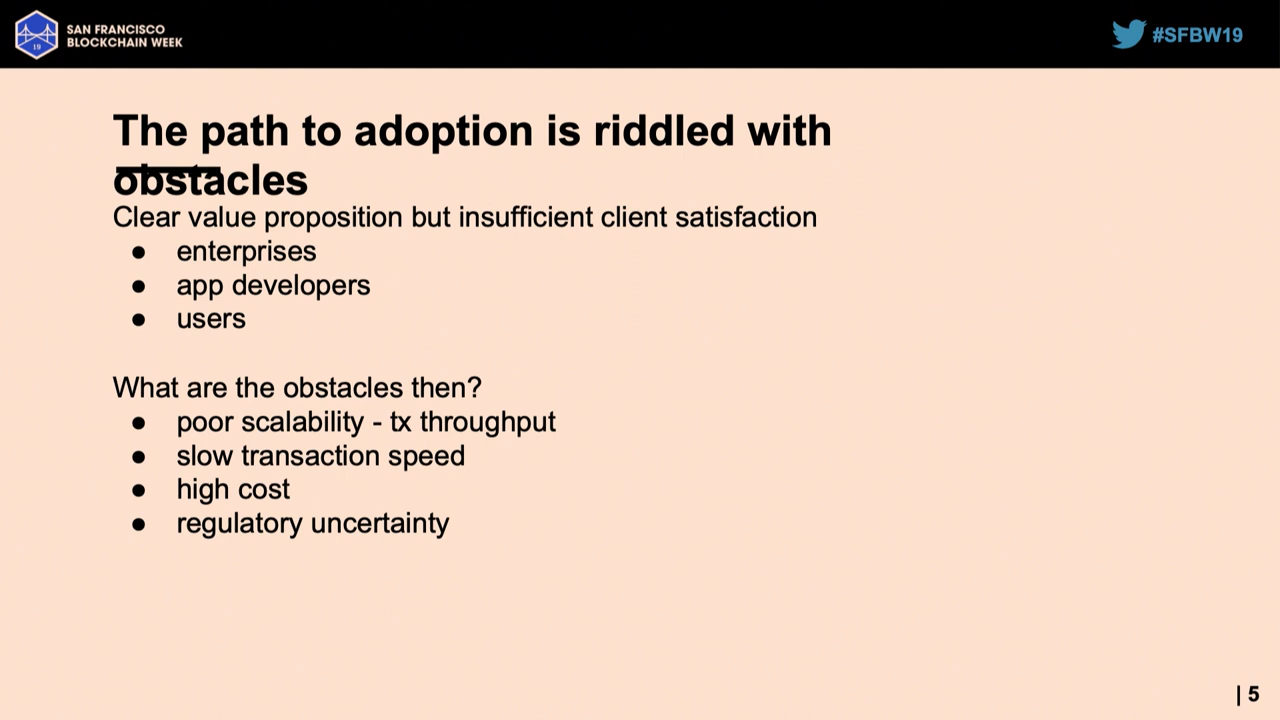 SAN FRANCISCO
BLOCKCHAIN WEEK
19
#SFBW19
The path to adoption is riddled with
obstacles
Clear value proposition but insufficient client satisfaction
● enterprises
● app developers
● users
What are the obstacles then?
● poor scalability - tx throughput
● slow transaction speed
● high cost
● regulatory uncertainty
| 5